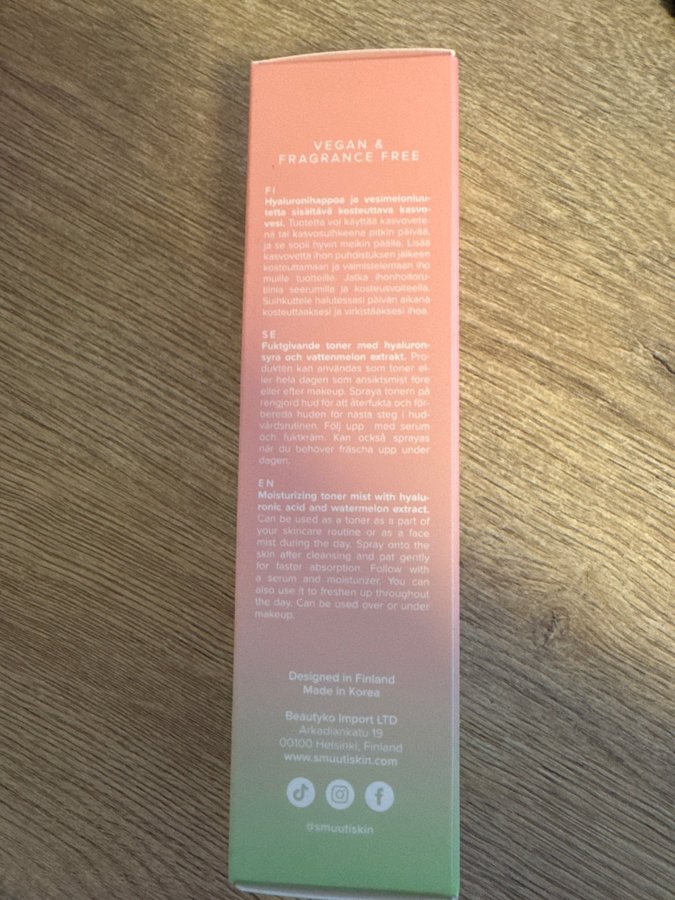 VEGAN &
FRAGRANCE FREE
FI
Hyaluronihappoa ja vesimeloniuu-
tetta sisältävä kosteuttava kasvo-
vesi. Tuotetta voi käyttää kasvovete-
nä tai kasvosuihkeena pitkin päivää,
ja se sopii hyvin meikin päälle. Lisää
kasvovettä ihon puhdistuksen jälkeen
kosteuttamaan ja valmistelemaan iho
muille tuotteille. Jatka ihonhoitoru-
tiinia seerumilla ja kosteusvoiteella.
Suihkuttele halutessasi päivän aikana
kosteuttaaksesi ja virkistääksesi ihoa.
SE
Fuktgivande toner med hyaluron-
syra och vattenmelon extrakt. Pro-
dukten kan användas som toner el-
ler hela dagen som ansiktsmist före
eller efter makeup. Spraya tonern på
rengjord hud för att återfukta och för-
bereda huden för nästa steg i hud-
vårdsrutinen. Följ upp med serum
och fuktkräm. Kan också sprayas
när du behöver fräscha upp under
dagen.
EN
Moisturizing toner mist with hyalu-
ronic acid and watermelon extract.
Can be used as a toner as a part of
your skincare routine or as a face
mist during the day. Spray onto the
skin after cleansing and pat gently
for faster absorption. Follow with
a serum and moisturizer. You can
also use it to freshen up throughout
the day. Can be used over or under
makeup.
Designed in Finland
Made in Korea
Beautyko Import LTD
Arkadiankatu 19
00100 Helsinki, Finland
www.smuutiskin.com
@smuutiskin